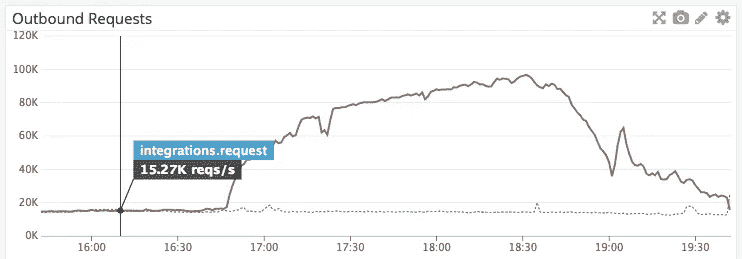 Outbound Requests
120K
100K
80K
60K
40K
20K
0K
integrations.request
15.27K reqs/s
16:00 16:30 17:00 17:30 18:00 18:30 19:00 19:30